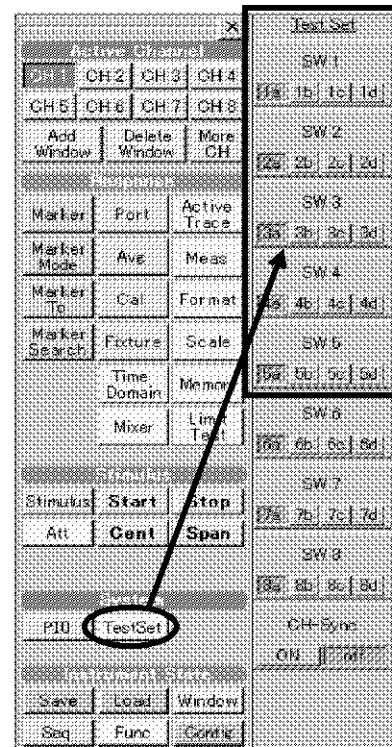 ×
Active Channel
CH 1 CH 2 CH 3 CH 4
CH 5 CH 6 CH 7 CH 8
Add Window Delete Window More CH
Response
Marker Port Active Trace
Marker Mode Avg Meas
Marker To Cal Format
Marker Search Fixture Scale
Time Domain Memory
Mixer Limit Test
Stimulus
Stimulus Start Stop
Att Cent Span
System
PIO TestSet
Instrument State
Save Load Window
Seq Func Config
Test Set
SW 1
1a 1b 1c 1d
SW 2
2a 2b 2c 2d
SW 3
3a 3b 3c 3d
SW 4
4a 4b 4c 4d
SW 5
5a 5b 5c 5d
SW 6
6a 6b 6c 6d
SW 7
7a 7b 7c 7d
SW 8
8a 8b 8c 8d
CH-Sync
ON off